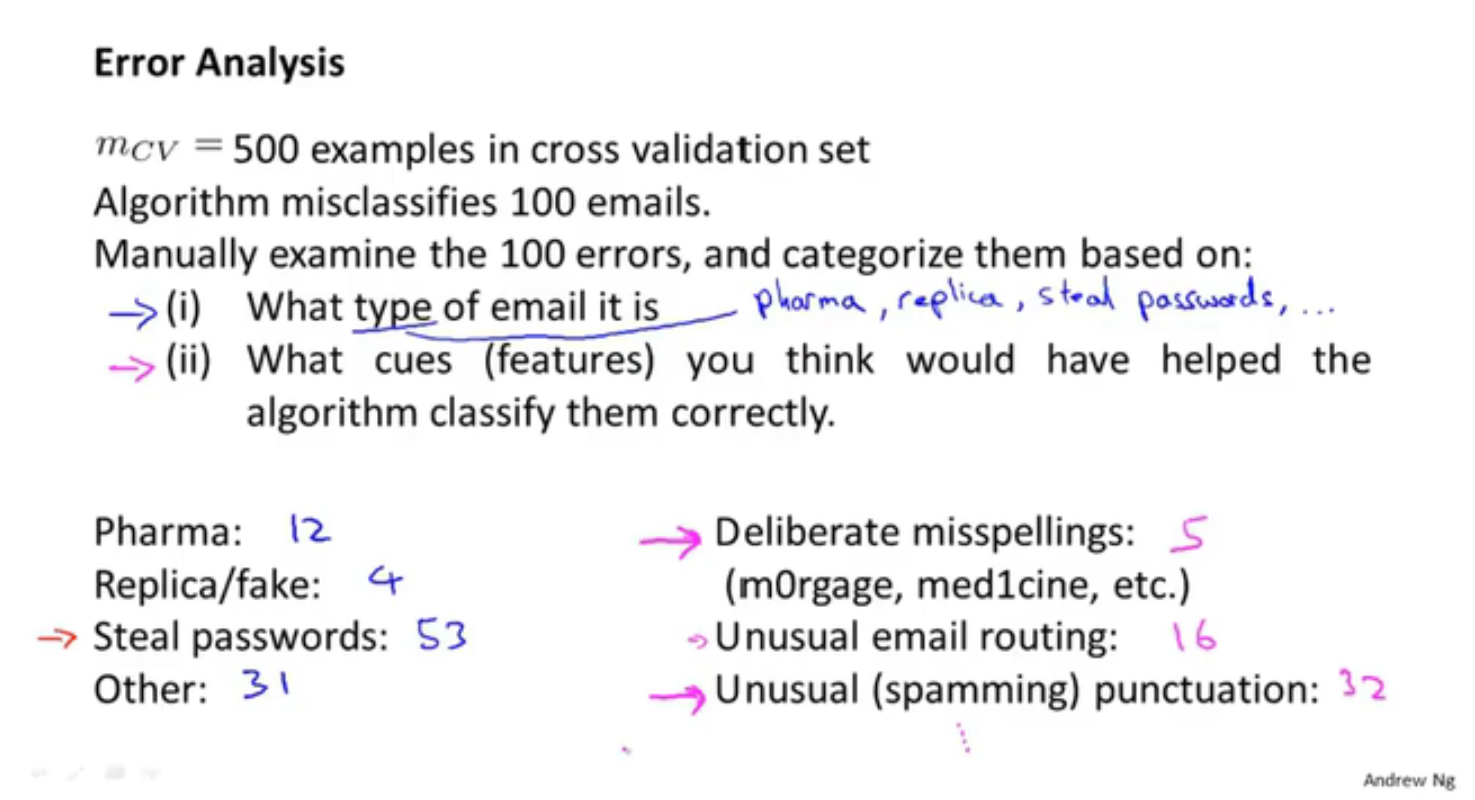 Error Analysis
mCV = 500 examples in cross validation set
Algorithm misclassifies 100 emails.
Manually examine the 100 errors, and categorize them based on:
→ (i) What type of email it is pharma, replica, steal passwords, ...
→ (ii) What cues (features) you think would have helped the
algorithm classify them correctly.
Pharma: 12
Replica/fake: 4
→ Steal passwords: 53
Other: 31
→ Deliberate misspellings: 5
(m0rgage, med1cine, etc.)
→ Unusual email routing: 16
→ Unusual (spamming) punctuation: 32
Andrew Ng